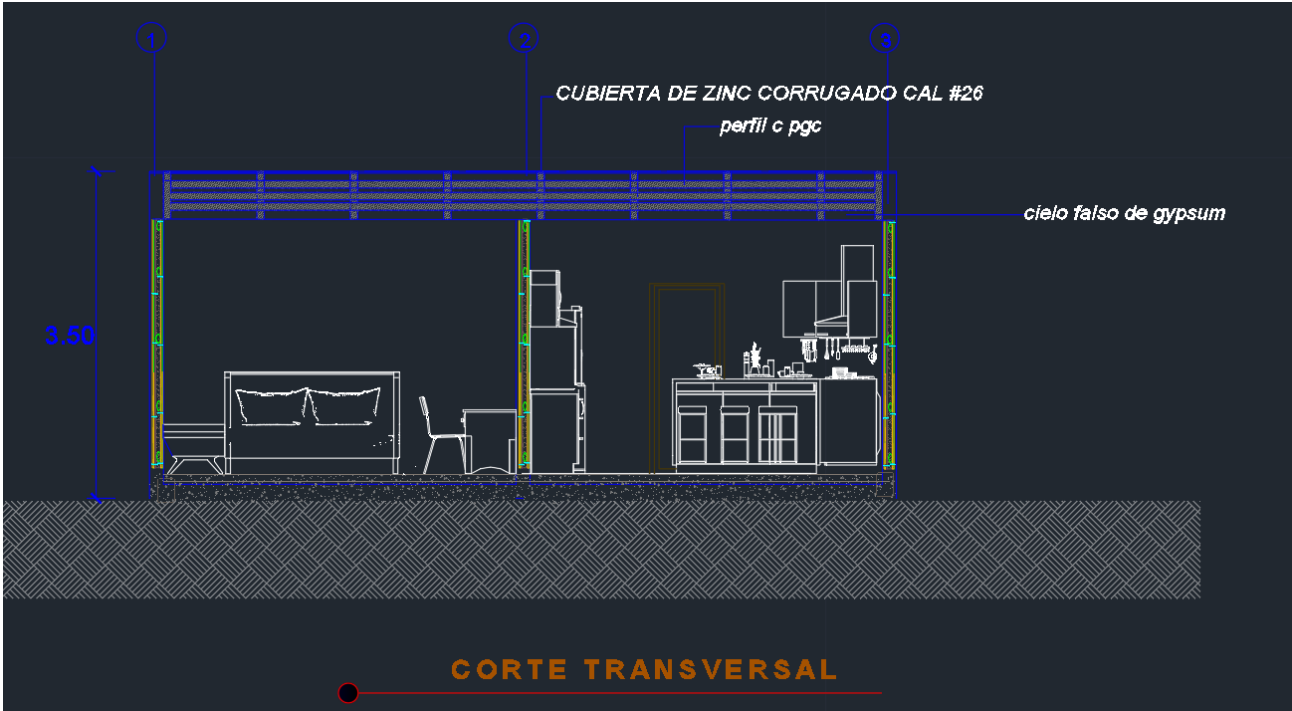 1
2
3
CUBIERTA DE ZINC CORRUGADO CAL #26
perfil c pgc
cielo falso de gypsum
3.50
CORTE TRANSVERSAL